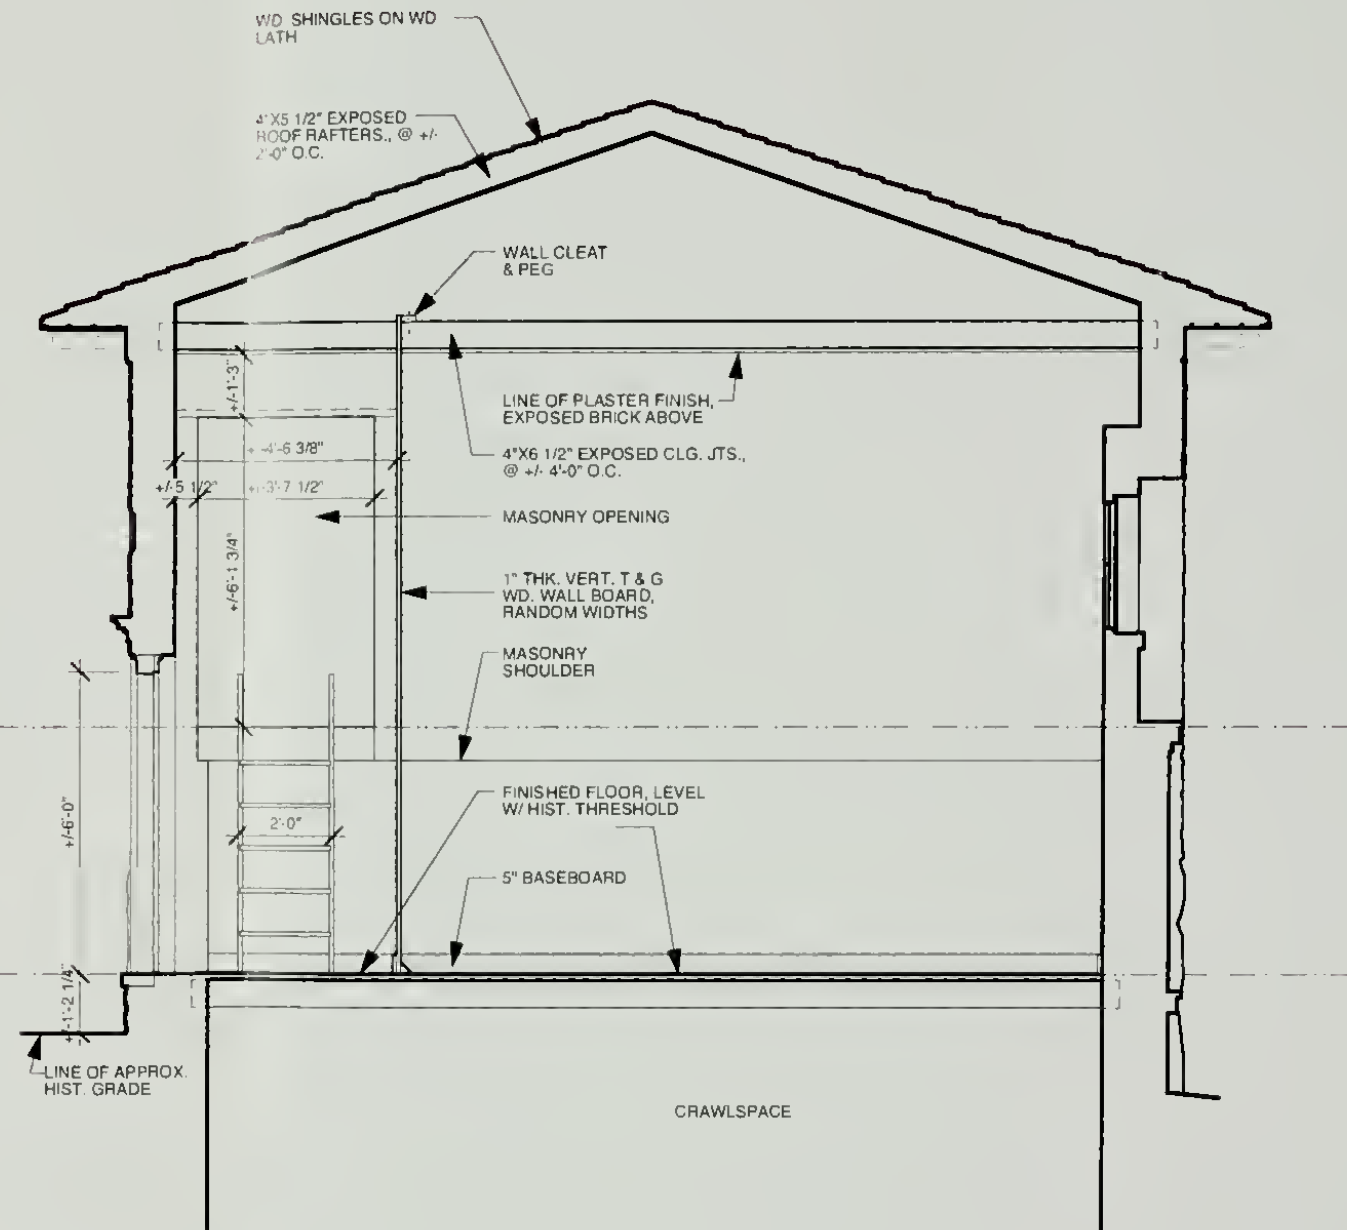 WD SHINGLES ON WD
LATH
4"X5 1/2" EXPOSED
ROOF RAFTERS., @ +/-
2'-0" O.C.
WALL CLEAT
& PEG
+/-1'-3"
LINE OF PLASTER FINISH,
EXPOSED BRICK ABOVE
+ -4'-6 3/8"
4"X6 1/2" EXPOSED CLG. JTS.,
@ +/- 4'-0" O.C.
+/-5 1/2"
+/-3'-7 1/2"
MASONRY OPENING
+/-6'-1 3/4"
1" THK. VERT. T & G
WD. WALL BOARD,
RANDOM WIDTHS
MASONRY
SHOULDER
FINISHED FLOOR, LEVEL
W/ HIST. THRESHOLD
+/-6'-0"
2'-0"
5" BASEBOARD
+/-1'-2 1/4"
LINE OF APPROX.
HIST. GRADE
CRAWLSPACE